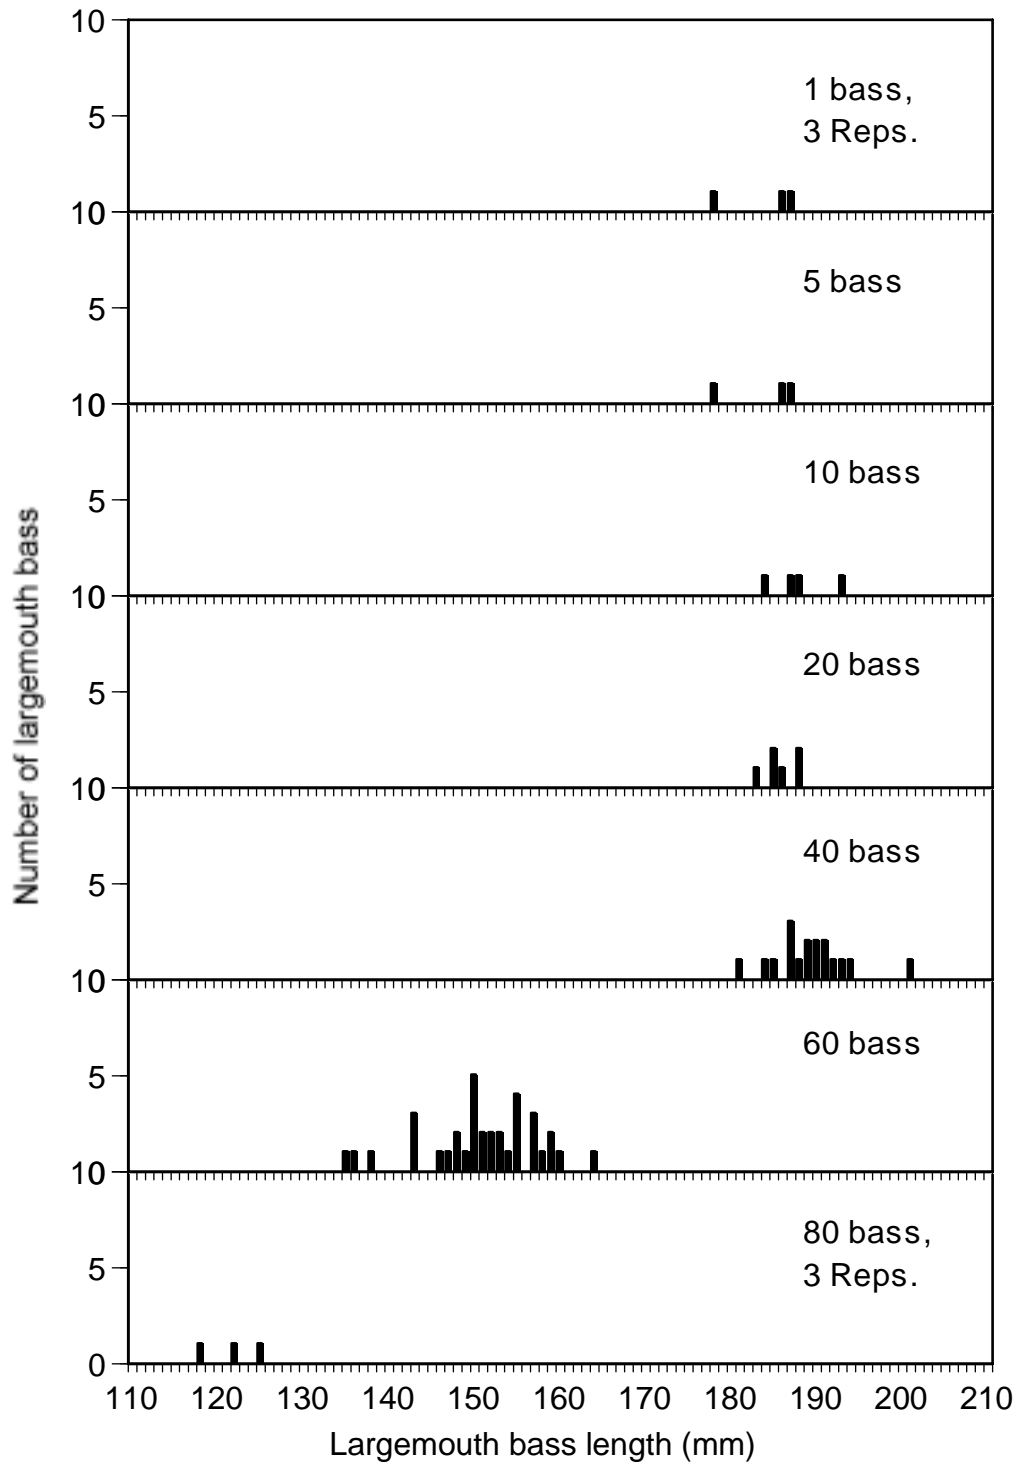 10
1 bass,
5
3 Reps.
10
5 bass
5
10
10 bass
5
10
20 bass
5
10
40 bass
5
10
60 bass
5
10
80 bass,
5
3 Reps.
0
110 120 130 140 150 160 170 180 190 200 210
Largemouth bass length (mm)
Number of largemouth bass